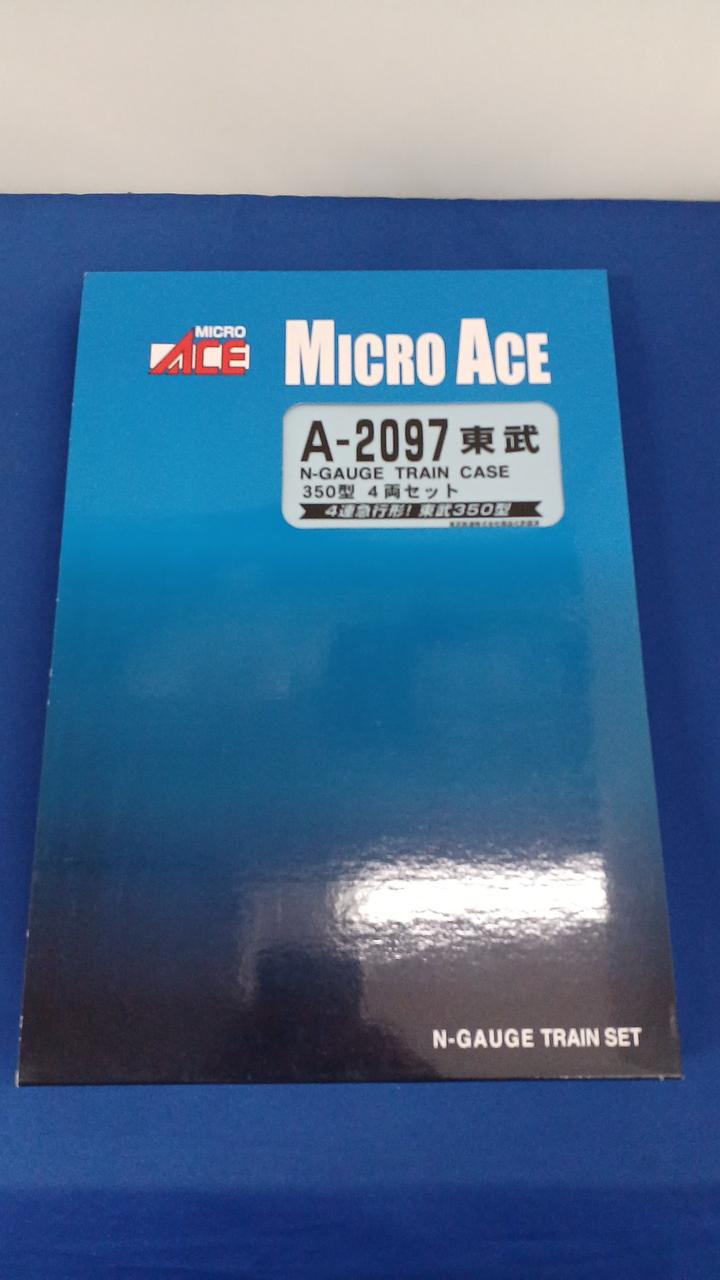 MICRO
ACE
MICRO ACE
A-2097 東武
N-GAUGE TRAIN CASE
350型 4両セット
4連急行形! 東武350型
N-GAUGE TRAIN SET